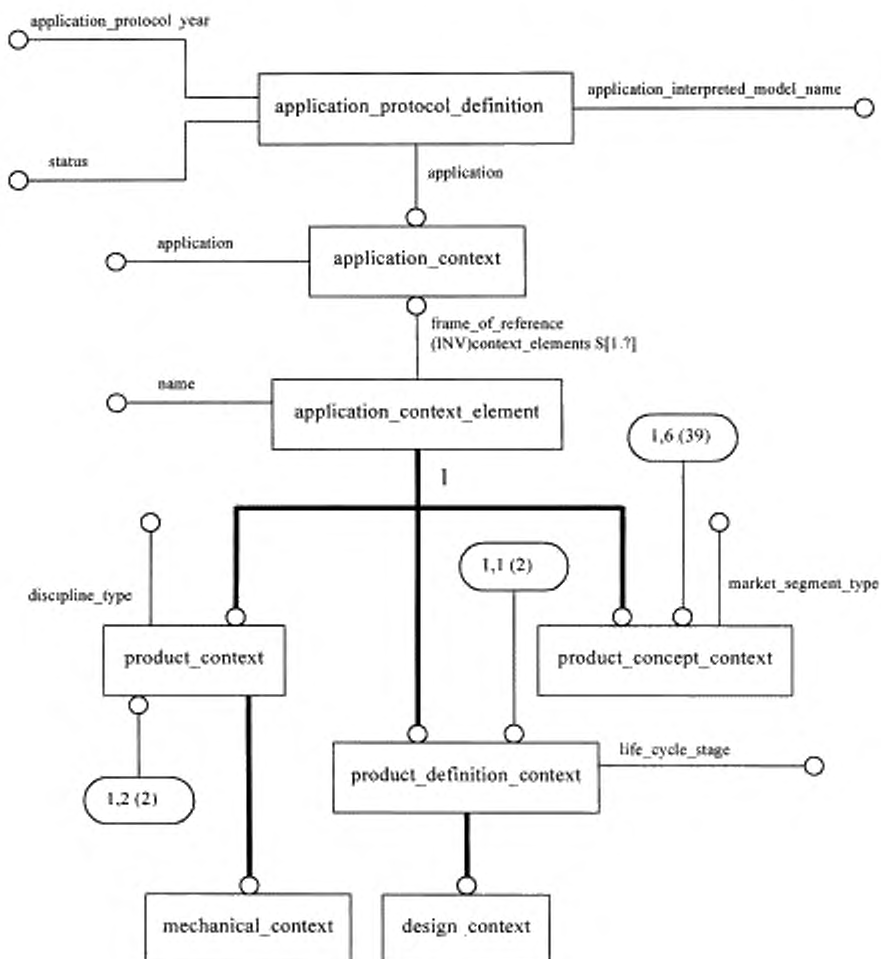 application_protocol_year
application_protocol_definition
application_interpreted_model_name
status
application
application
application_context
frame_of_reference
(INV)context_elements S[1.?]
name
application_context_element
1,6 (39)
1
1,1 (2)
discipline_type
market_segment_type
product_context
product_concept_context
life_cycle_stage
product_definition_context
1,2 (2)
mechanical_context
design_context